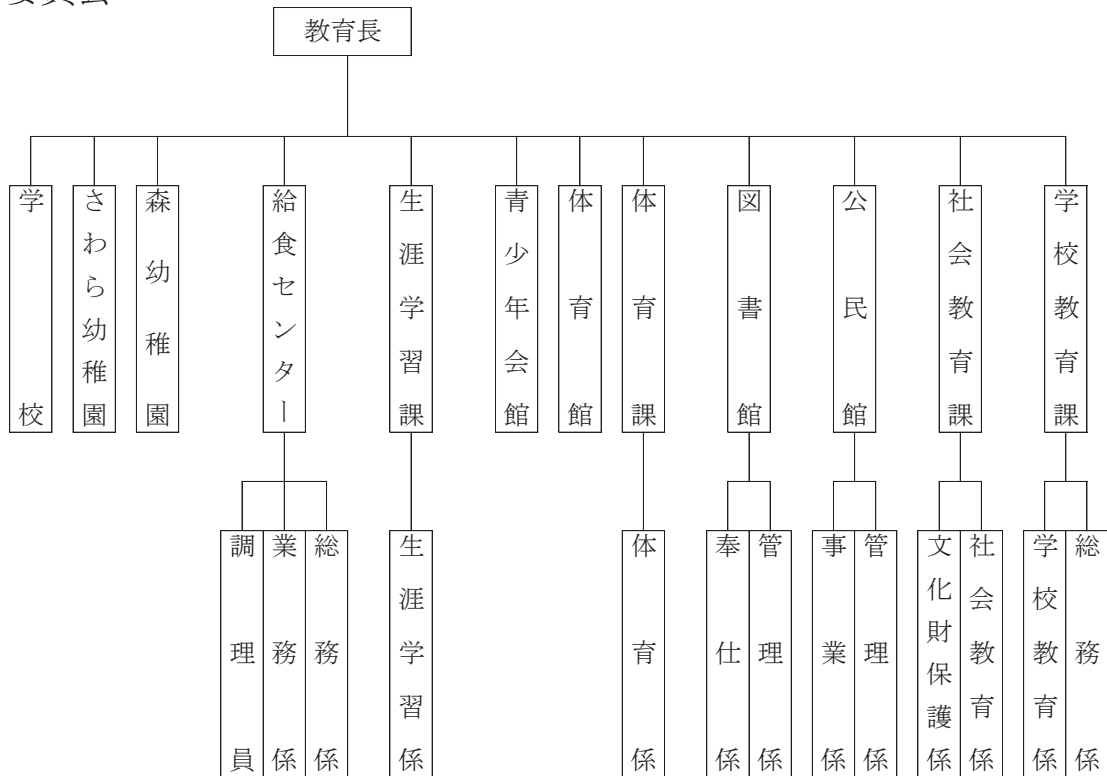 教育長
学校教育課
社会教育課
公民館
図書館
体育課
体育館
青少年会館
生涯学習課
給食センター
森幼稚園
さわら幼稚園
学校
総務係
学校教育係
社会教育係
文化財保護係
管理係
事業係
管理係
奉仕係
体育係
生涯学習係
総務係
業務係
調理員